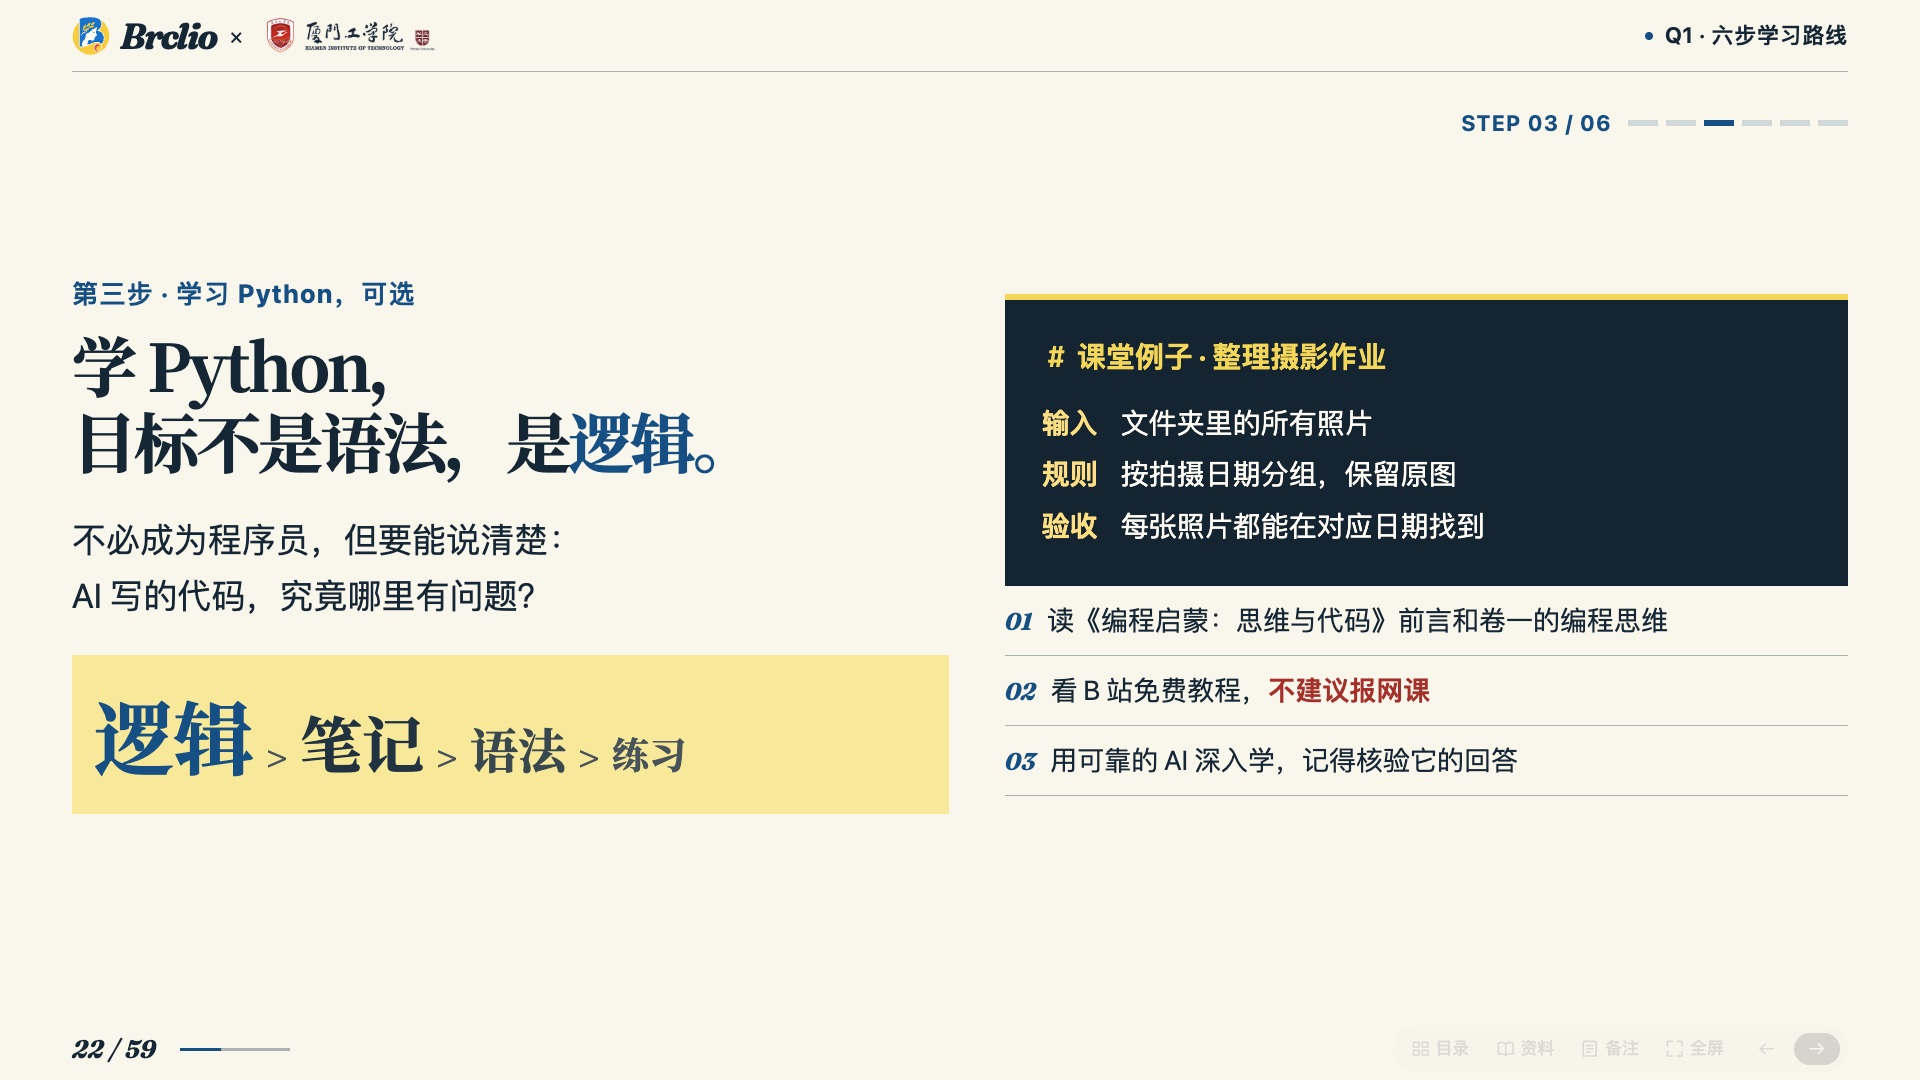 Brclio × 厦門工学院
XIAMEN INSTITUTE OF TECHNOLOGY
Q1 · 六步学习路线
STEP 03 / 06
第三步 · 学习 Python，可选
学 Python,
目标不是语法，是逻辑。
不必成为程序员，但要能说清楚：
AI 写的代码，究竟哪里有问题？
逻辑 > 笔记 > 语法 > 练习
# 课堂例子 · 整理摄影作业
输入 文件夹里的所有照片
规则 按拍摄日期分组，保留原图
验收 每张照片都能在对应日期找到
01 读《编程启蒙：思维与代码》前言和卷一的编程思维
02 看 B 站免费教程，不建议报网课
03 用可靠的 AI 深入学，记得核验它的回答
22 / 59
目录 资料 备注 全屏 ← →